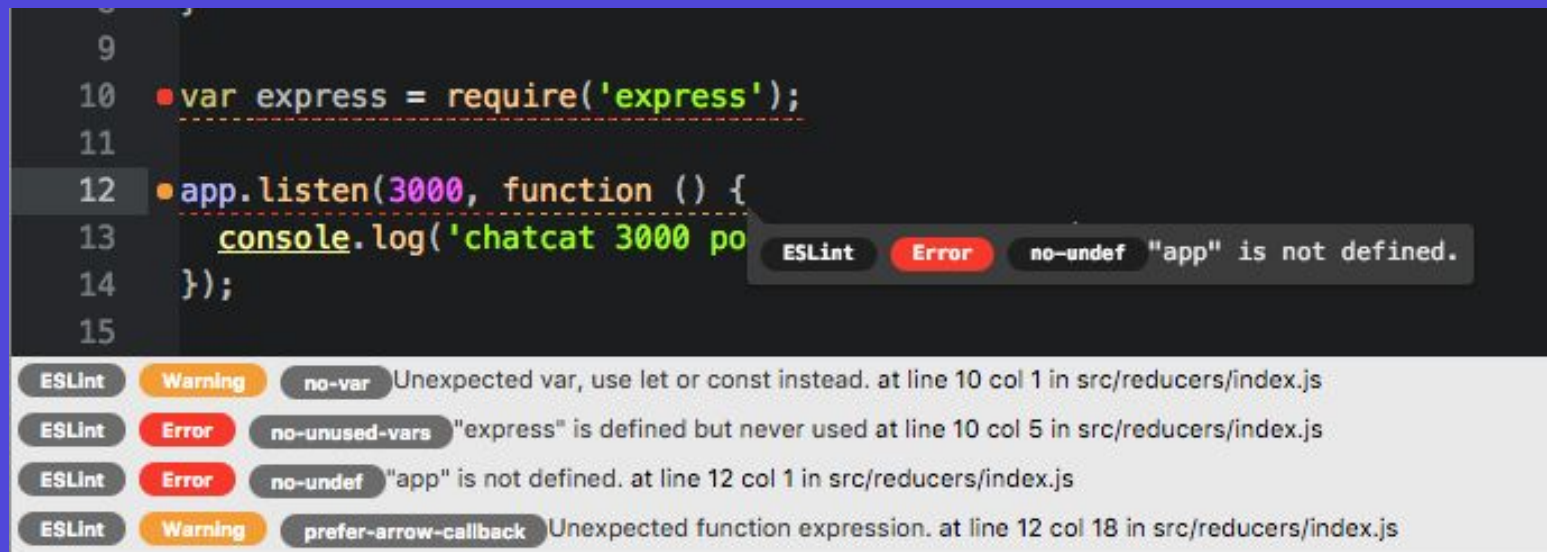 9
10 var express = require('express');
11
12 app.listen(3000, function () {
13 console.log('chatcat 3000 po
ESLint Error no-undef "app" is not defined.
14 });
15
ESLint Warning no-var Unexpected var, use let or const instead. at line 10 col 1 in src/reducers/index.js
ESLint Error no-unused-vars "express" is defined but never used at line 10 col 5 in src/reducers/index.js
ESLint Error no-undef "app" is not defined. at line 12 col 1 in src/reducers/index.js
ESLint Warning prefer-arrow-callback Unexpected function expression. at line 12 col 18 in src/reducers/index.js